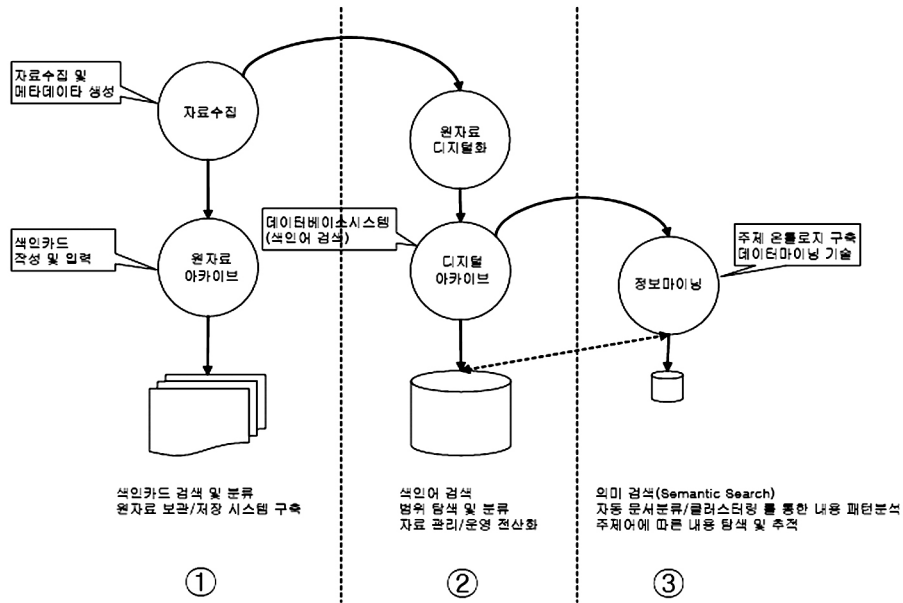 자료수집 및
메타데이타 생성
자료수집
색인카드
작성 및 입력
원자료
아카이브
색인카드 검색 및 분류
원자료 보관/저장 시스템 구축
①
원자료
디지털화
데이터베이스시스템
(색인어 검색)
디지털
아카이브
색인어 검색
범위 탐색 및 분류
자료 관리/운영 전산화
②
주제 온톨로지 구축
데이터마이닝 기술
정보마이닝
의미 검색(Semantic Search)
자동 문서분류/클러스터링 를 통한 내용 패턴분석
주제어에 따른 내용 탐색 및 추적
③